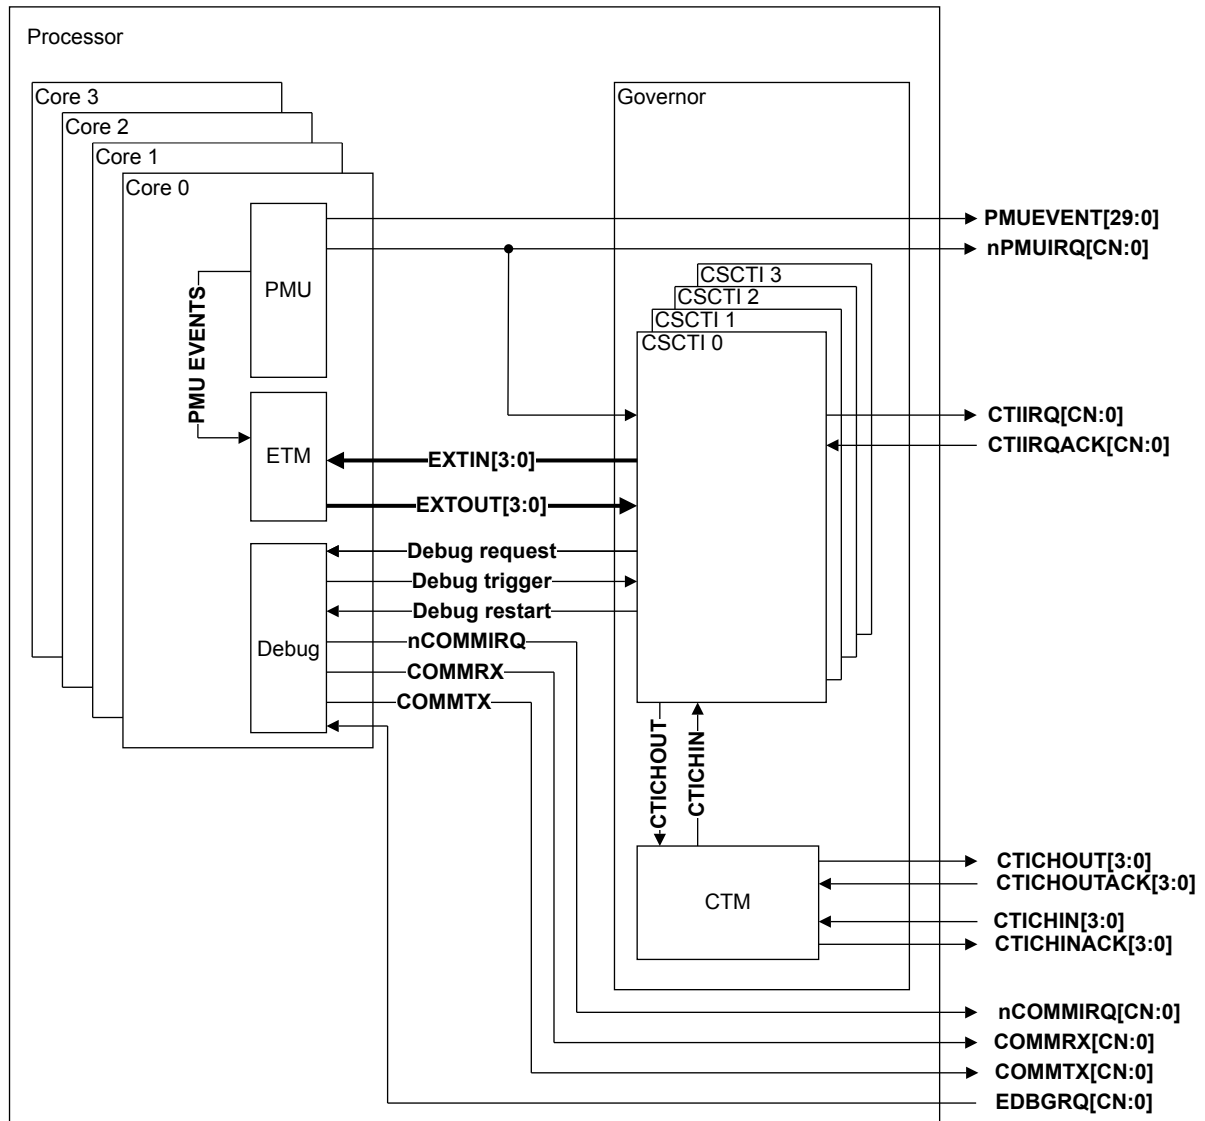 Processor
Core 3
Core 2
Core 1
Core 0
Governor
PMU
PMU EVENTS
ETM
Debug
CSCTI 3
CSCTI 2
CSCTI 1
CSCTI 0
EXTIN[3:0]
EXTOUT[3:0]
Debug request
Debug trigger
Debug restart
nCOMMIRQ
COMMRX
COMMTX
CTICHOUT
CTICHIN
CTM
PMUEVENT[29:0]
nPMUIRQ[CN:0]
CTIIRQ[CN:0]
CTIIRQACK[CN:0]
CTICHOUT[3:0]
CTICHOUTACK[3:0]
CTICHIN[3:0]
CTICHINACK[3:0]
nCOMMIRQ[CN:0]
COMMRX[CN:0]
COMMTX[CN:0]
EDBGRQ[CN:0]